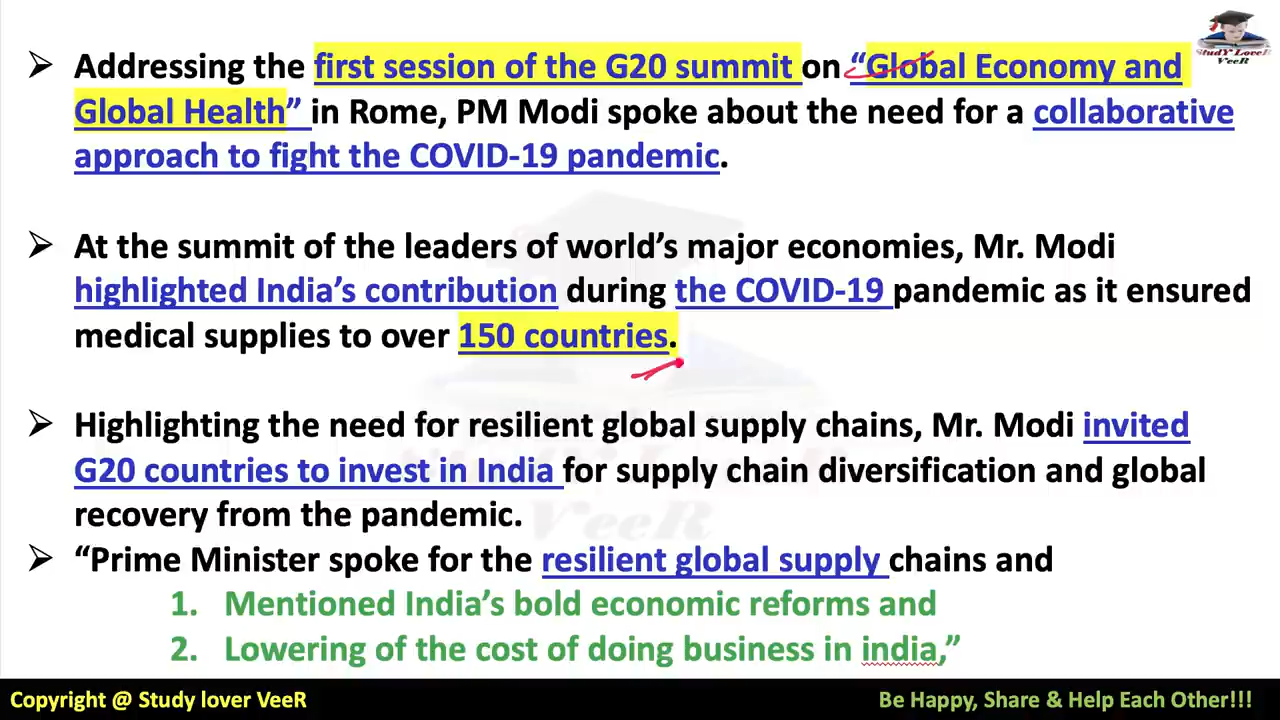 StudY LoveR
VeeR
➢ Addressing the first session of the G20 summit on “Global Economy and
Global Health” in Rome, PM Modi spoke about the need for a collaborative
approach to fight the COVID-19 pandemic.
➢ At the summit of the leaders of world’s major economies, Mr. Modi
highlighted India’s contribution during the COVID-19 pandemic as it ensured
medical supplies to over 150 countries.
➢ Highlighting the need for resilient global supply chains, Mr. Modi invited
G20 countries to invest in India for supply chain diversification and global
recovery from the pandemic.
➢ “Prime Minister spoke for the resilient global supply chains and
1. Mentioned India’s bold economic reforms and
2. Lowering of the cost of doing business in india,”
StudY LoveR
VeeR
Copyright @ Study lover VeeR
Be Happy, Share & Help Each Other!!!